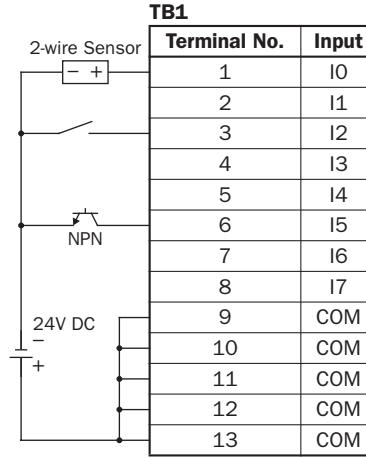 TB1
2-wire Sensor
− +
Terminal No. Input
1 I0
2 I1
3 I2
4 I3
5 I4
6 I5
NPN
7 I6
8 I7
9 COM
24V DC
−
+
10 COM
11 COM
12 COM
13 COM